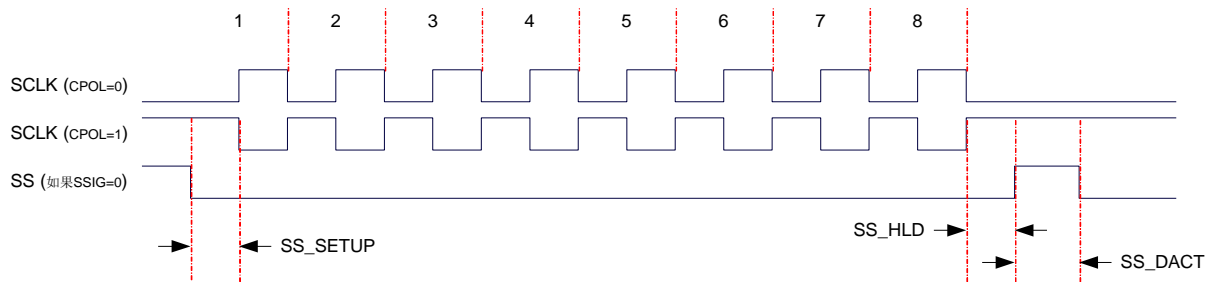 1 2 3 4 5 6 7 8
SCLK (CPOL=0)
SCLK (CPOL=1)
SS (如果SSIG=0)
SS_SETUP
SS_HLD
SS_DACT